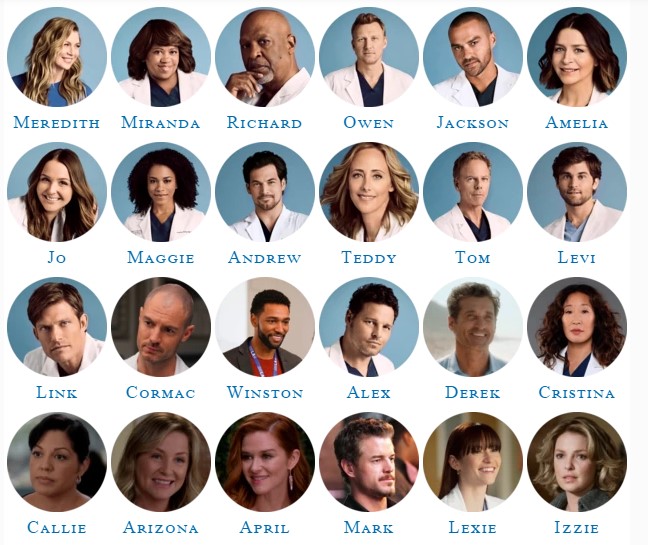 Meredith Miranda Richard Owen Jackson Amelia
Jo Maggie Andrew Teddy Tom Levi
Link Cormac Winston Alex Derek Cristina
Callie Arizona April Mark Lexie Izzie